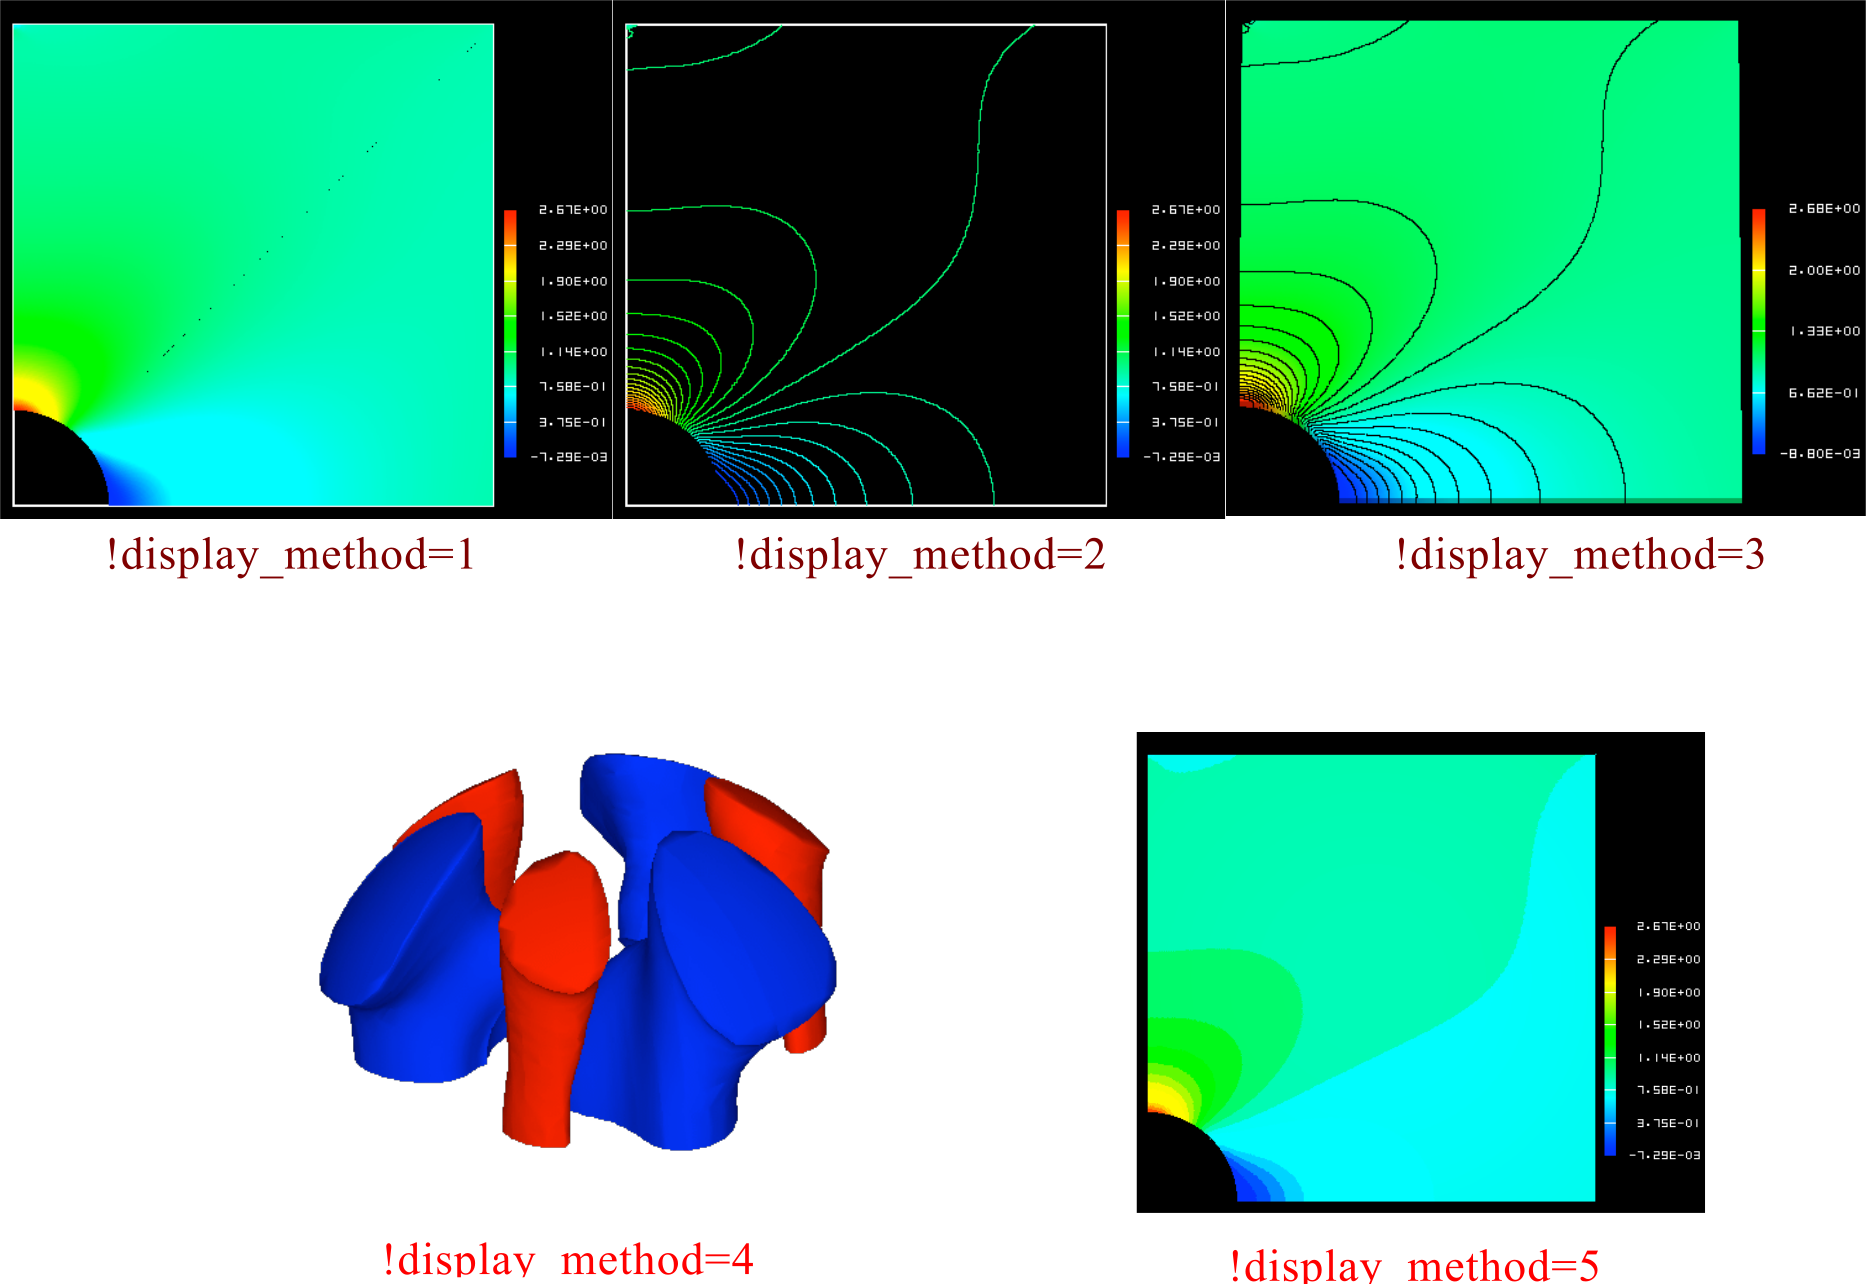 2.67E+00
2.29E+00
1.90E+00
1.52E+00
1.14E+00
7.58E-01
3.75E-01
-7.29E-03
2.67E+00
2.29E+00
1.90E+00
1.52E+00
1.14E+00
7.58E-01
3.75E-01
-7.29E-03
2.68E+00
2.00E+00
1.33E+00
6.62E-01
-8.80E-03
!display_method=1
!display_method=2
!display_method=3
2.67E+00
2.29E+00
1.90E+00
1.52E+00
1.14E+00
7.58E-01
3.75E-01
-7.29E-03
!display_method=4
!display_method=5